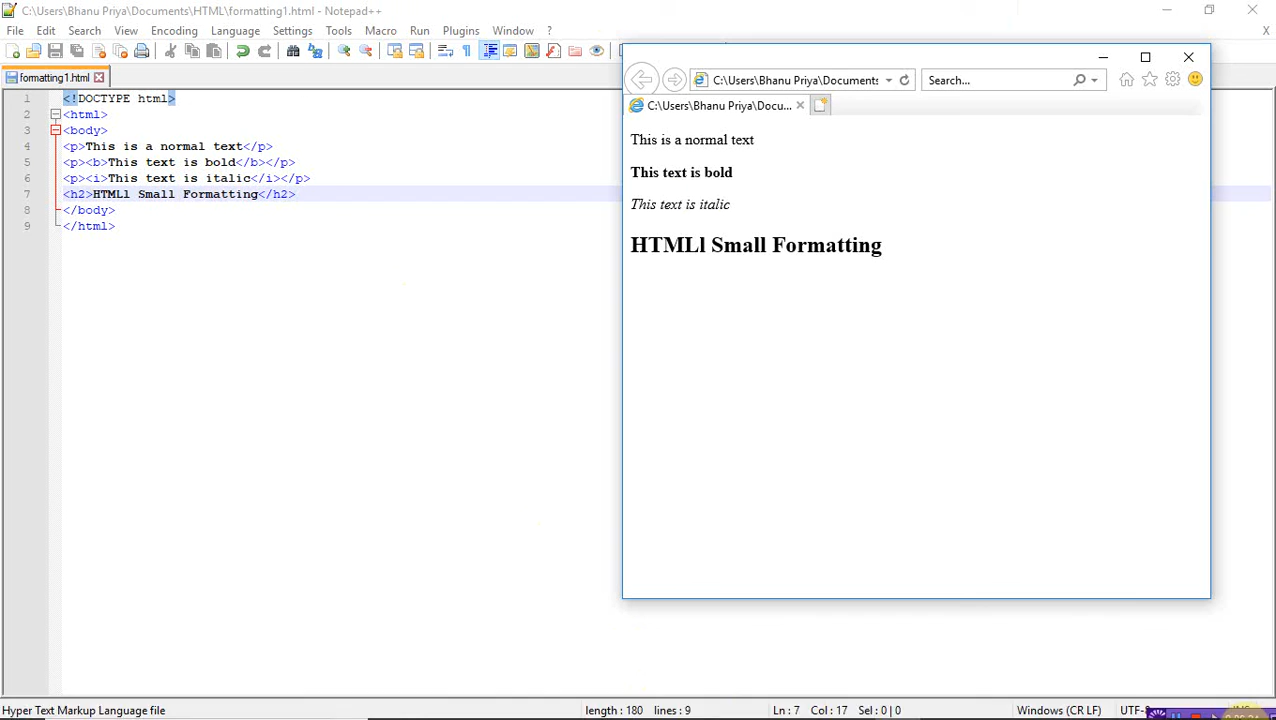 C:\Users\Bhanu Priya\Documents\HTML\formatting1.html - Notepad++
File Edit Search View Encoding Language Settings Tools Macro Run Plugins Window ? X
formatting1.html
1 <!DOCTYPE html>
2 <html>
3 <body>
4 <p>This is a normal text</p>
5 <p><b>This text is bold</b></p>
6 <p><i>This text is italic</i></p>
7 <h2>HTMLl Small Formatting</h2>
8 </body>
9 </html>
C:\Users\Bhanu Priya\Documents
Search...
C:\Users\Bhanu Priya\Docu...
This is a normal text
This text is bold
This text is italic
HTMLl Small Formatting
Hyper Text Markup Language file length : 180 lines : 9 Ln : 7 Col : 17 Sel : 0 | 0 Windows (CR LF)